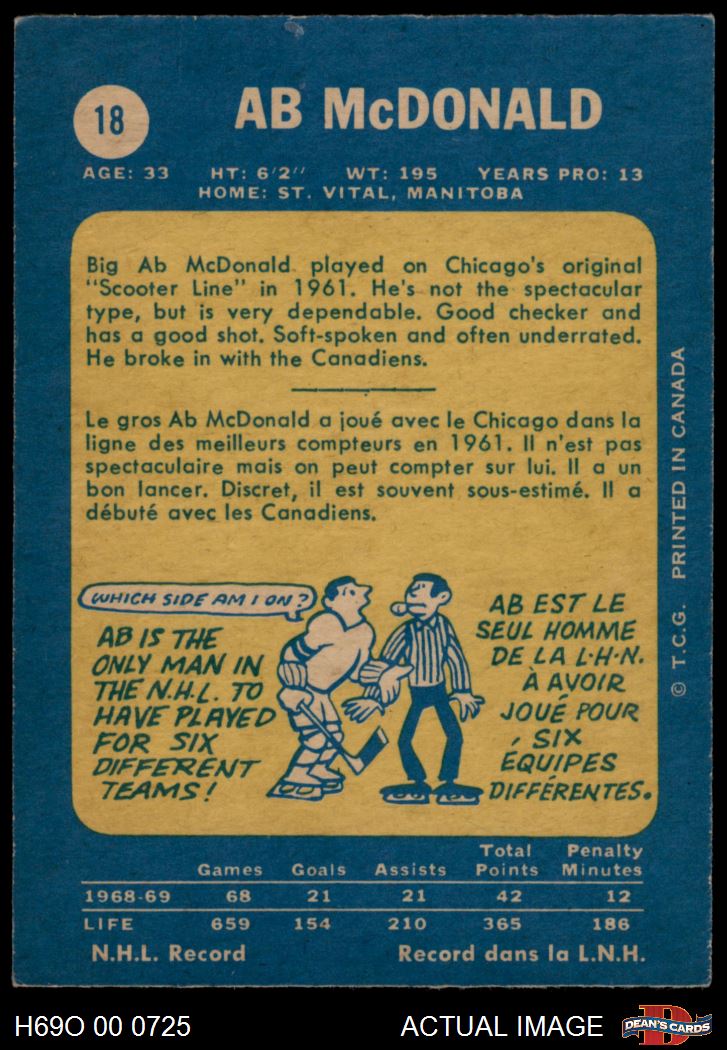 18
AB McDONALD
AGE: 33 HT: 6'2" WT: 195 YEARS PRO: 13
HOME: ST. VITAL, MANITOBA
Big Ab McDonald played on Chicago's original
"Scooter Line" in 1961. He's not the spectacular
type, but is very dependable. Good checker and
has a good shot. Soft-spoken and often underrated.
He broke in with the Canadiens.
Le gros Ab McDonald a joué avec le Chicago dans la
ligne des meilleurs compteurs en 1961. Il n'est pas
spectaculaire mais on peut compter sur lui. Il a un
bon lancer. Discret, il est souvent sous-estimé. Il a
débuté avec les Canadiens.
WHICH SIDE AM I ON?
AB IS THE
ONLY MAN IN
THE N.H.L. TO
HAVE PLAYED
FOR SIX
DIFFERENT
TEAMS!
AB EST LE
SEUL HOMME
DE LA L.H.N.
À AVOIR
JOUÉ POUR
SIX
ÉQUIPES
DIFFÉRENTES.
© T.C.G. PRINTED IN CANADA
Games Goals Assists Total Points Penalty Minutes
1968-69 68 21 21 42 12
LIFE 659 154 210 365 186
N.H.L. Record Record dans la L.N.H.
H69O 00 0725 ACTUAL IMAGE D DEAN'S CARDS